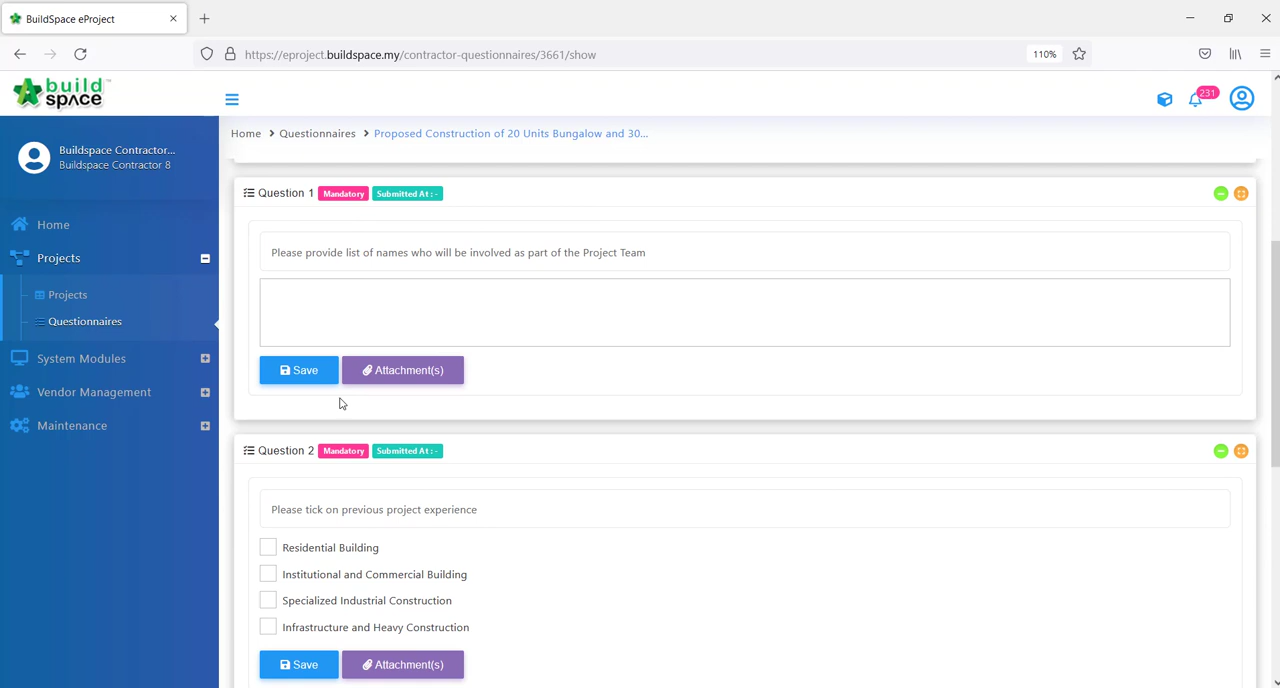 BuildSpace eProject
https://eproject.buildspace.my/contractor-questionnaires/3661/show
110%
build space™
231
Home > Questionnaires > Proposed Construction of 20 Units Bungalow and 30...
Buildspace Contractor...
Buildspace Contractor 8
Home
Projects
Projects
Questionnaires
System Modules
Vendor Management
Maintenance
Question 1 Mandatory Submitted At : -
Please provide list of names who will be involved as part of the Project Team
Save Attachment(s)
Question 2 Mandatory Submitted At : -
Please tick on previous project experience
Residential Building
Institutional and Commercial Building
Specialized Industrial Construction
Infrastructure and Heavy Construction
Save Attachment(s)